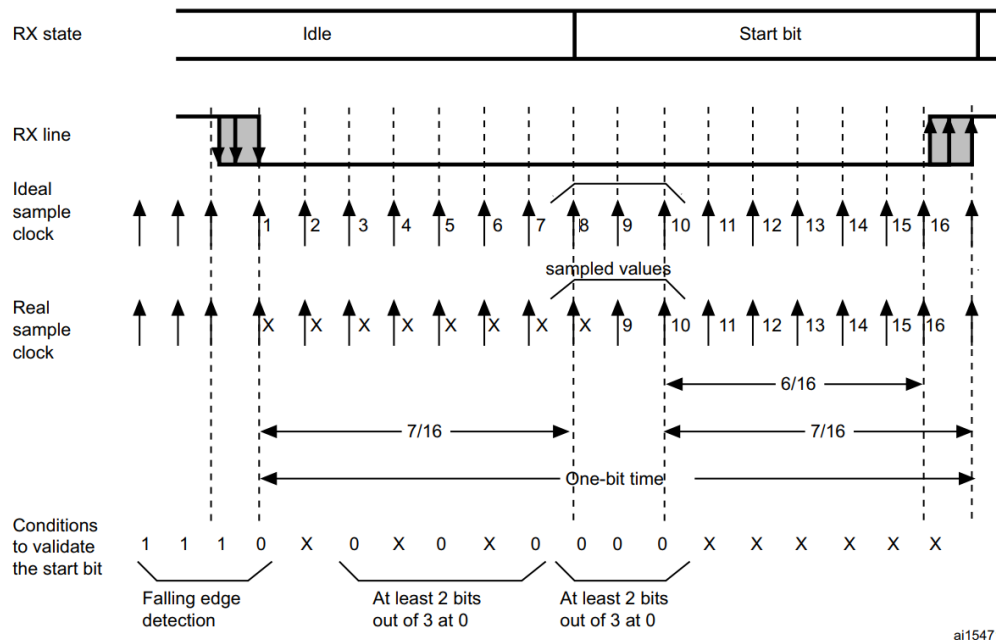 RX state
Idle
Start bit
RX line
Ideal
sample
clock
1 2 3 4 5 6 7 8 9 10 11 12 13 14 15 16
sampled values
Real
sample
clock
X X X X X X X X 9 10 11 12 13 14 15 16
6/16
7/16
7/16
One-bit time
Conditions
to validate
the start bit
1 1 1 0 X 0 X 0 X 0 0 0 0 X X X X X X
Falling edge
detection
At least 2 bits
out of 3 at 0
At least 2 bits
out of 3 at 0
ai1547